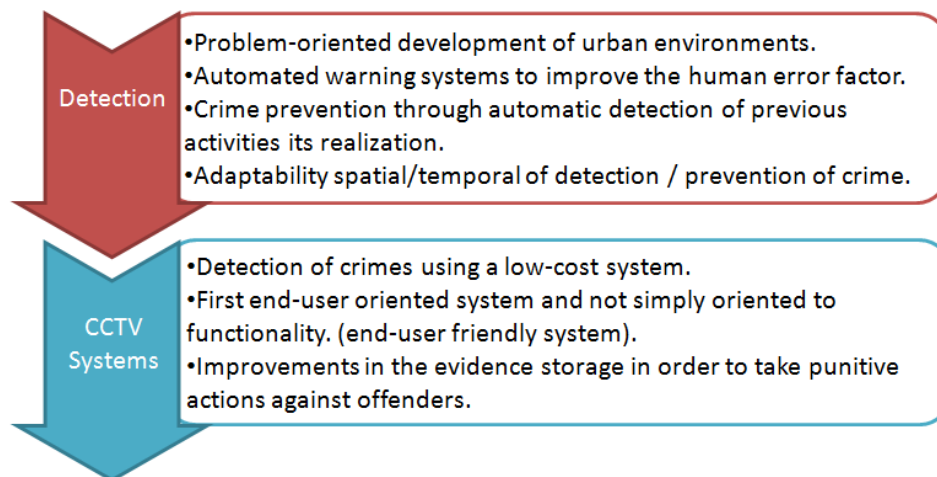 Detection
•Problem-oriented development of urban environments.
•Automated warning systems to improve the human error factor.
•Crime prevention through automatic detection of previous
activities its realization.
•Adaptability spatial/temporal of detection / prevention of crime.
CCTV
Systems
•Detection of crimes using a low-cost system.
•First end-user oriented system and not simply oriented to
functionality. (end-user friendly system).
•Improvements in the evidence storage in order to take punitive
actions against offenders.